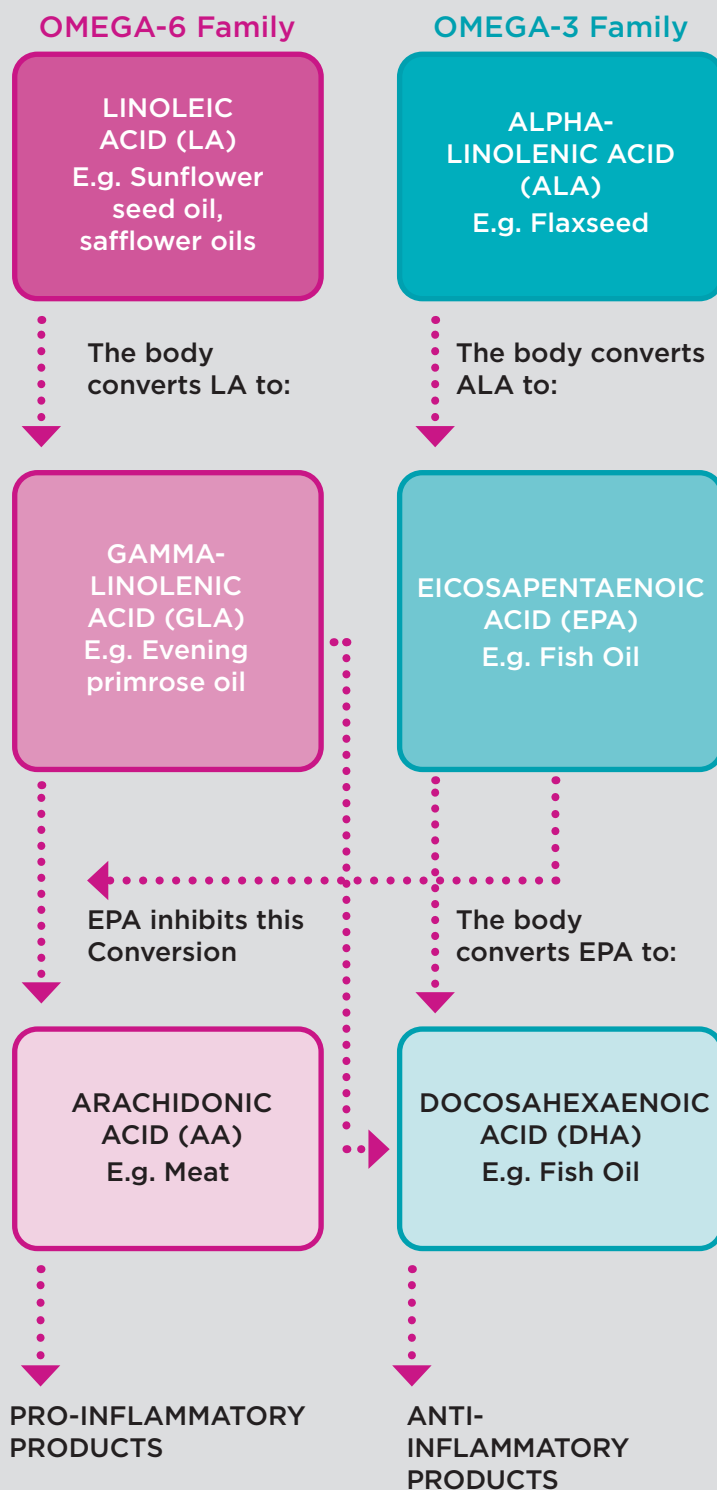 OMEGA-6 Family
OMEGA-3 Family
LINOLEIC
ACID (LA)
E.g. Sunflower
seed oil,
safflower oils
ALPHA-
LINOLENIC ACID
(ALA)
E.g. Flaxseed
The body
converts LA to:
The body converts
ALA to:
GAMMA-
LINOLENIC
ACID (GLA)
E.g. Evening
primrose oil
EICOSAPENTAENOIC
ACID (EPA)
E.g. Fish Oil
EPA inhibits this
Conversion
The body
converts EPA to:
ARACHIDONIC
ACID (AA)
E.g. Meat
DOCOSAHEXAENOIC
ACID (DHA)
E.g. Fish Oil
PRO-INFLAMMATORY
PRODUCTS
ANTI-
INFLAMMATORY
PRODUCTS